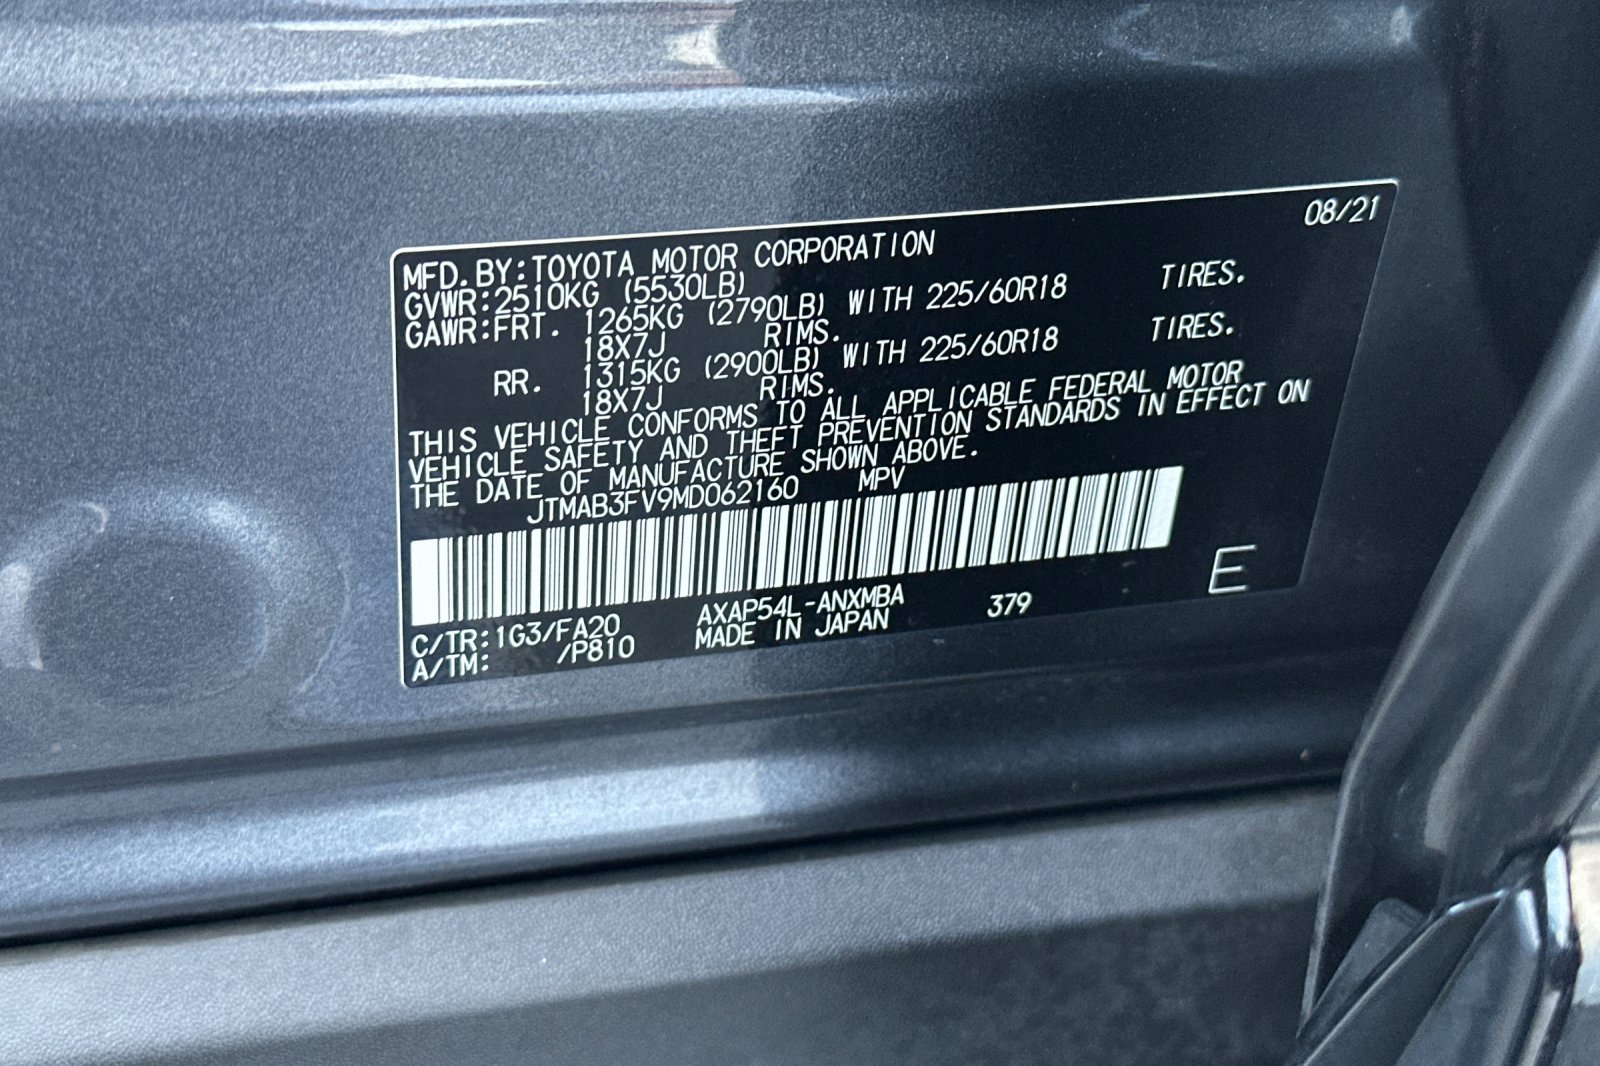 08/21
MFD.BY:TOYOTA MOTOR CORPORATION
GVWR:2510KG (5530LB)
GAWR:FRT. 1265KG (2790LB) WITH 225/60R18 TIRES.
18X7J RIMS.
RR. 1315KG (2900LB) WITH 225/60R18 TIRES.
18X7J RIMS.
THIS VEHICLE CONFORMS TO ALL APPLICABLE FEDERAL MOTOR
VEHICLE SAFETY AND THEFT PREVENTION STANDARDS IN EFFECT ON
THE DATE OF MANUFACTURE SHOWN ABOVE.
JTMAB3FV9MD062160 MPV
C/TR:1G3/FA20 AXAP54L-ANXMBA 379 E
A/TM: /P810 MADE IN JAPAN